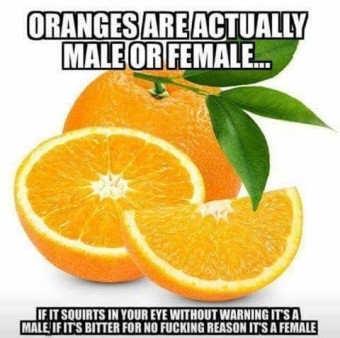 ORANGES ARE ACTUALLY
MALE OR FEMALE...
IF IT SQUIRTS IN YOUR EYE WITHOUT WARNING IT'S A
MALE, IF IT'S BITTER FOR NO FUCKING REASON IT'S A FEMALE